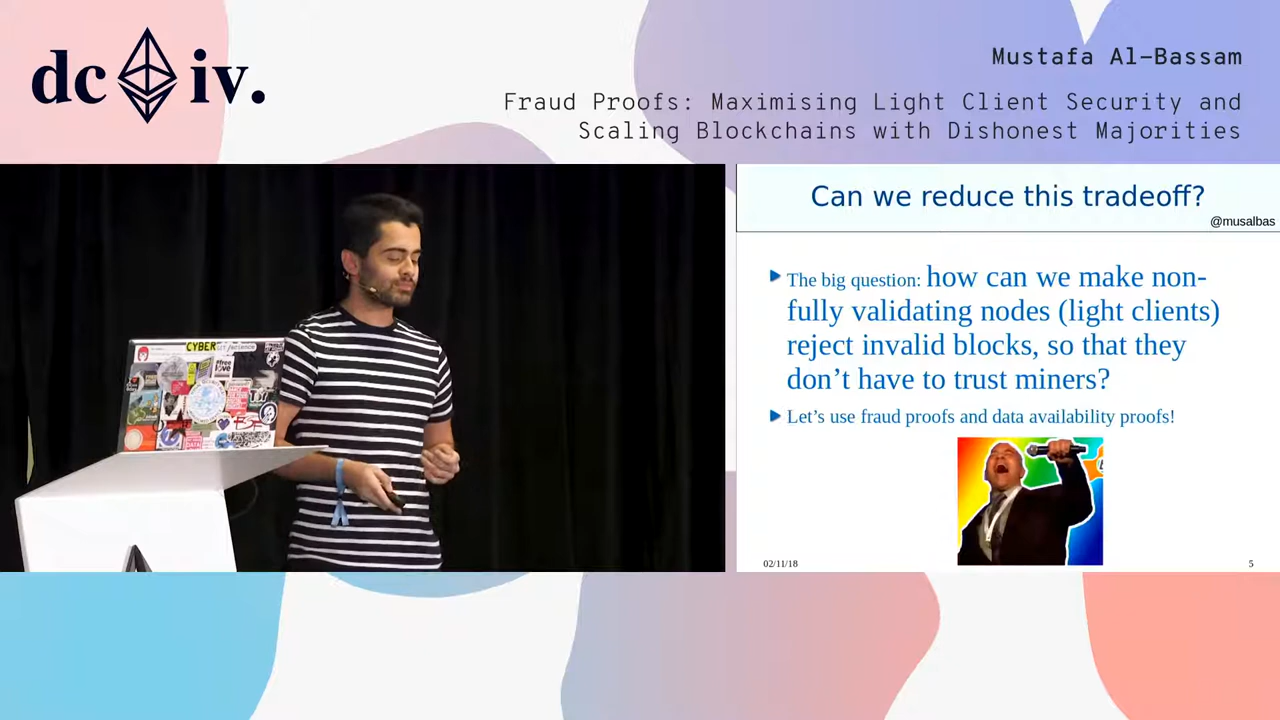 dc iv.
Mustafa Al-Bassam
Fraud Proofs: Maximising Light Client Security and
Scaling Blockchains with Dishonest Majorities
CYBER
Can we reduce this tradeoff?
@musalbas
The big question: how can we make non-
fully validating nodes (light clients)
reject invalid blocks, so that they
don't have to trust miners?
Let's use fraud proofs and data availability proofs!
02/11/18
5